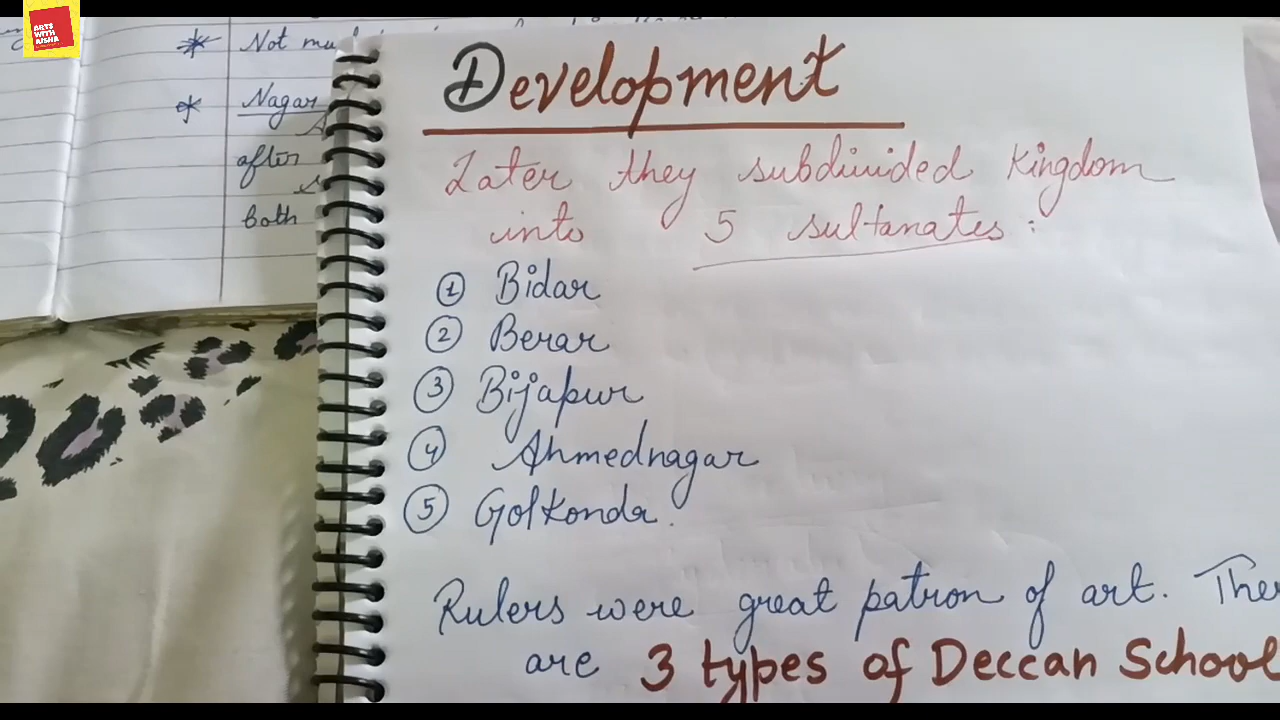 ARTS
WITH
AISHA
Not mu
Nagar
after
both
Development
Later they subdivided Kingdom
into 5 sultanates :
1 Bidar
2 Berar
3 Bijapur
4 Ahmednagar
5 Golkonda.
Rulers were great patron of art. Ther
are 3 types of Deccan School